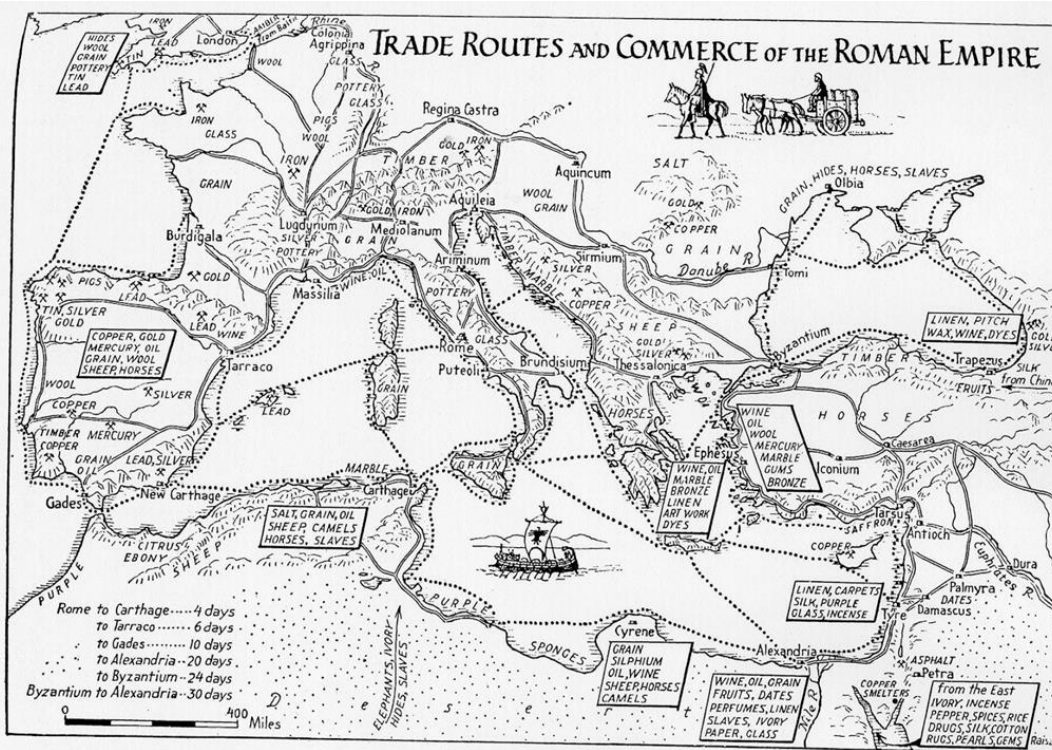 TRADE ROUTES AND COMMERCE OF THE ROMAN EMPIRE
HIDES
WOOL
GRAIN
POTTERY
TIN
LEAD
IRON
LEAD
TIN
London
AMBER
from Baltic
Rhine
R
Colonia
Agrippina
GLASS
WOOL
POTTERY
GLASS
PIGS
WOOL
IRON
GLASS
IRON
GRAIN
Regina Castra
GOLD
IRON
TIMBER
Aquincum
WOOL
GRAIN
SALT
GOLD
COPPER
GRAIN
Danube R
GRAIN, HIDES, HORSES, SLAVES
Olbia
Tomi
Lugdunum
SILVER
POTTERY
GOLD, IRON
Mediolanum
GRAIN
Aquileia
Burdigala
GOLD
Massilia
WINE-OIL
Ariminum
POTTERY
TIMBER
MARBLE
SILVER
Sirmium
COPPER
SHEEP
GOLD
SILVER
PIGS
LEAD
TIN, SILVER
GOLD
LEAD
WINE
COPPER, GOLD
MERCURY, OIL
GRAIN, WOOL
SHEEP, HORSES
Tarraco
Rome
GLASS
Puteoli
Brundisium
Thessalonica
Byzantium
LINEN, PITCH
WAX, WINE, DYES
GOLD
TIMBER
Trapezus
SILK
from China
FRUITS
WOOL
COPPER
SILVER
LEAD
GRAIN
HORSES
WINE
OIL
WOOL
MERCURY
MARBLE
GUMS
BRONZE
HORSES
Caesarea
TIMBER
COPPER
MERCURY
GRAIN
OIL
LEAD, SILVER
MARBLE
GRAIN
Ephesus
Iconium
WINE, OIL
MARBLE
BRONZE
LINEN
ART WORK
DYES
Gades
New Carthage
Carthage
SALT, GRAIN, OIL
SHEEP, CAMELS
HORSES, SLAVES
CITRUS
EBONY
SHEEP
PURPLE
Tarsus
SAFFRON
Antioch
COPPER
Euphrates R.
Dura
Palmyra
DATES
Damascus
LINEN, CARPETS
SILK, PURPLE
GLASS, INCENSE
Tyre
PURPLE
SPONGES
Cyrene
Alexandria
GRAIN
SILPHIUM
OIL, WINE
SHEEP, HORSES
CAMELS
WINE, OIL, GRAIN
FRUITS, DATES
PERFUMES, LINEN
SLAVES, IVORY
PAPER, GLASS
Nile R
ASPHALT
Petra
COPPER
SMELTERS
from the East
IVORY, INCENSE
PEPPER, SPICES, RICE
DRUGS, SILK, COTTON
RUGS, PEARLS, GEMS
ELEPHANTS, IVORY
HIDES, SLAVES
Desert
Rome to Carthage----4 days
to Tarraco------6 days
to Gades------10 days
to Alexandria--20 days
to Byzantium--24 days
Byzantium to Alexandria--30 days
0 400
Miles